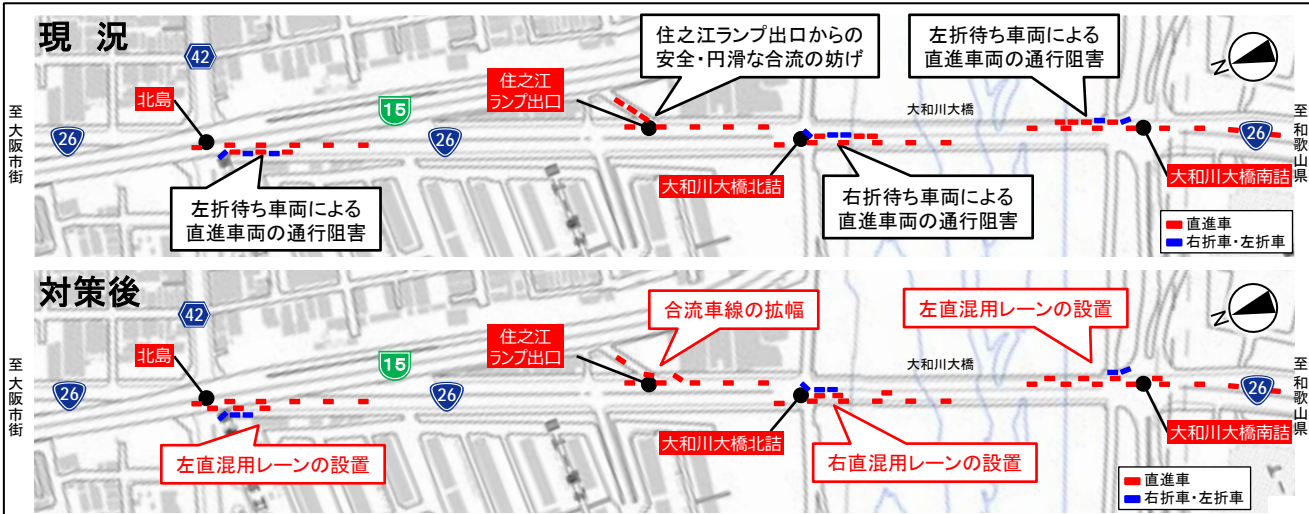 現 況
42
住之江ランプ出口からの
安全・円滑な合流の妨げ
左折待ち車両による
直進車両の通行阻害
N
至 大阪市街
26
北島
15
26
住之江
ランプ出口
大和川大橋
26
至 和歌山県
大和川大橋北詰
大和川大橋南詰
左折待ち車両による
直進車両の通行阻害
右折待ち車両による
直進車両の通行阻害
直進車
右折車・左折車
対策後
42
合流車線の拡幅
左直混用レーンの設置
N
至 大阪市街
26
北島
15
26
住之江
ランプ出口
大和川大橋
26
至 和歌山県
大和川大橋北詰
大和川大橋南詰
左直混用レーンの設置
右直混用レーンの設置
直進車
右折車・左折車